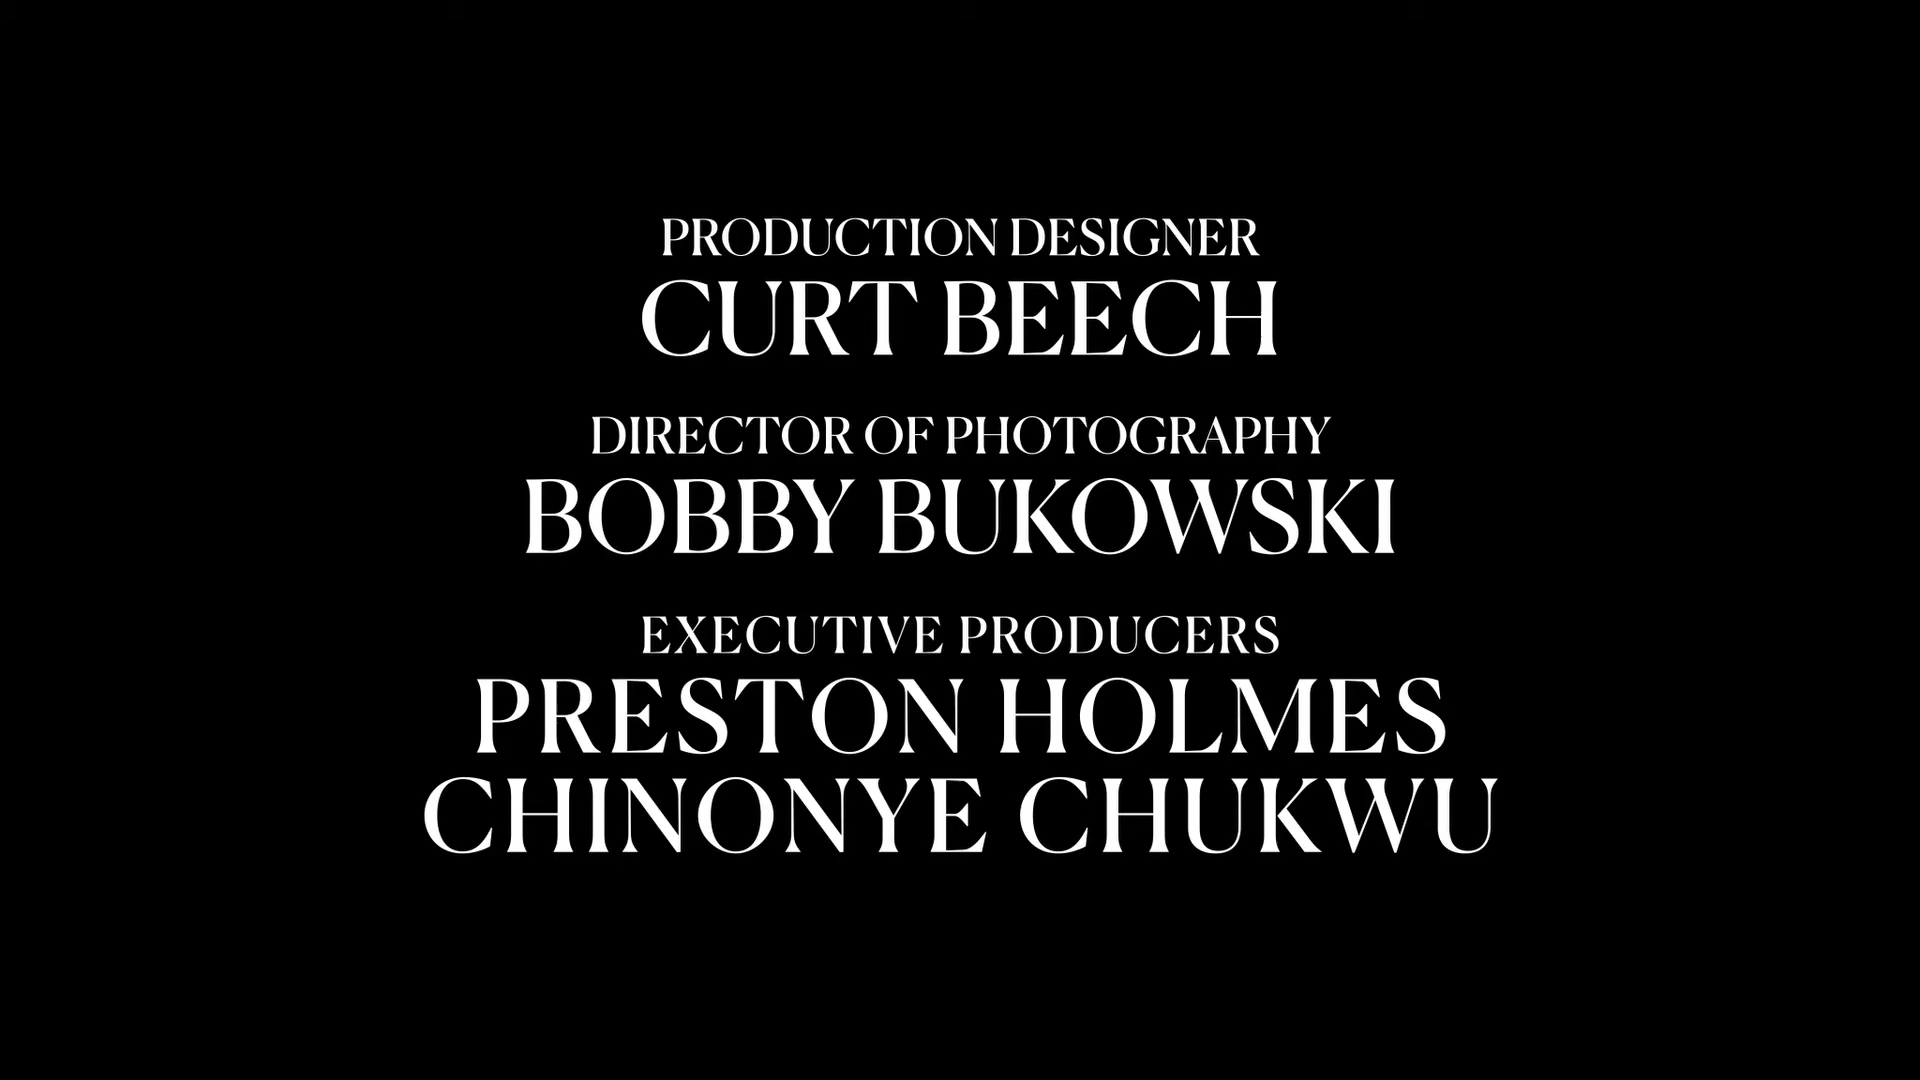 PRODUCTION DESIGNER
CURT BEECH
DIRECTOR OF PHOTOGRAPHY
BOBBY BUKOWSKI
EXECUTIVE PRODUCERS
PRESTON HOLMES
CHINONYE CHUKWU